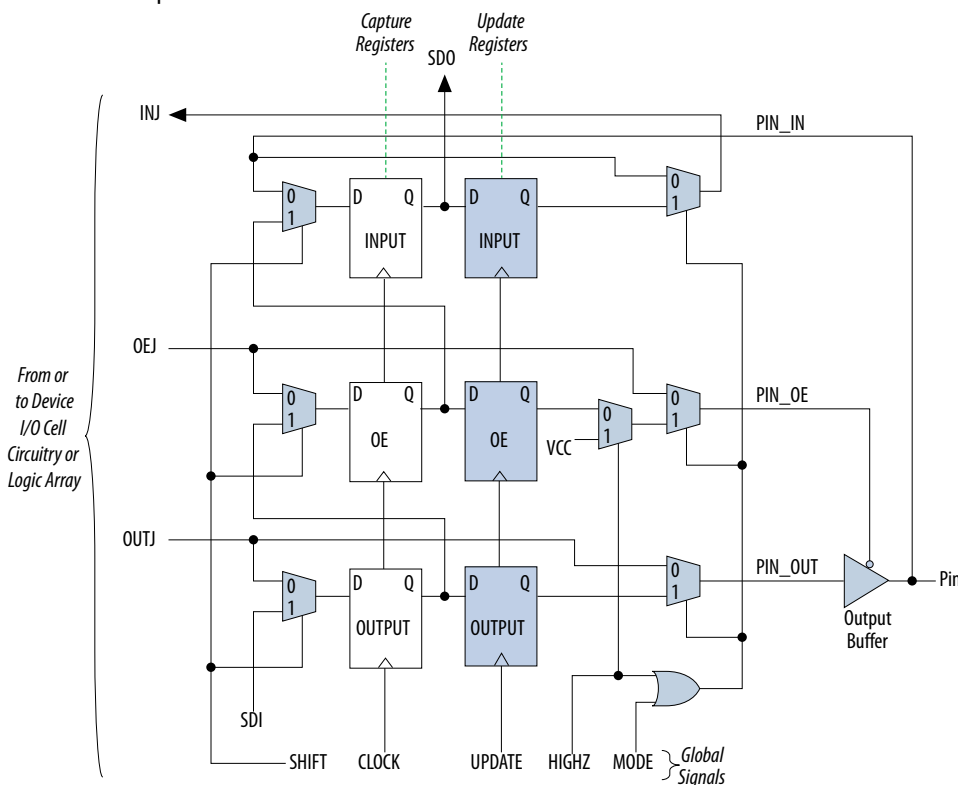 Capture
Registers
Update
Registers
SDO
INJ
PIN_IN
0
1
D Q
INPUT
D Q
INPUT
0
1
OEJ
From or
to Device
I/O Cell
Circuitry or
Logic Array
0
1
D Q
OE
D Q
OE
0
1
VCC
0
1
PIN_OE
OUTJ
0
1
D Q
OUTPUT
D Q
OUTPUT
0
1
PIN_OUT
Pin
Output
Buffer
SDI
SHIFT
CLOCK
UPDATE
HIGHZ
MODE
Global
Signals